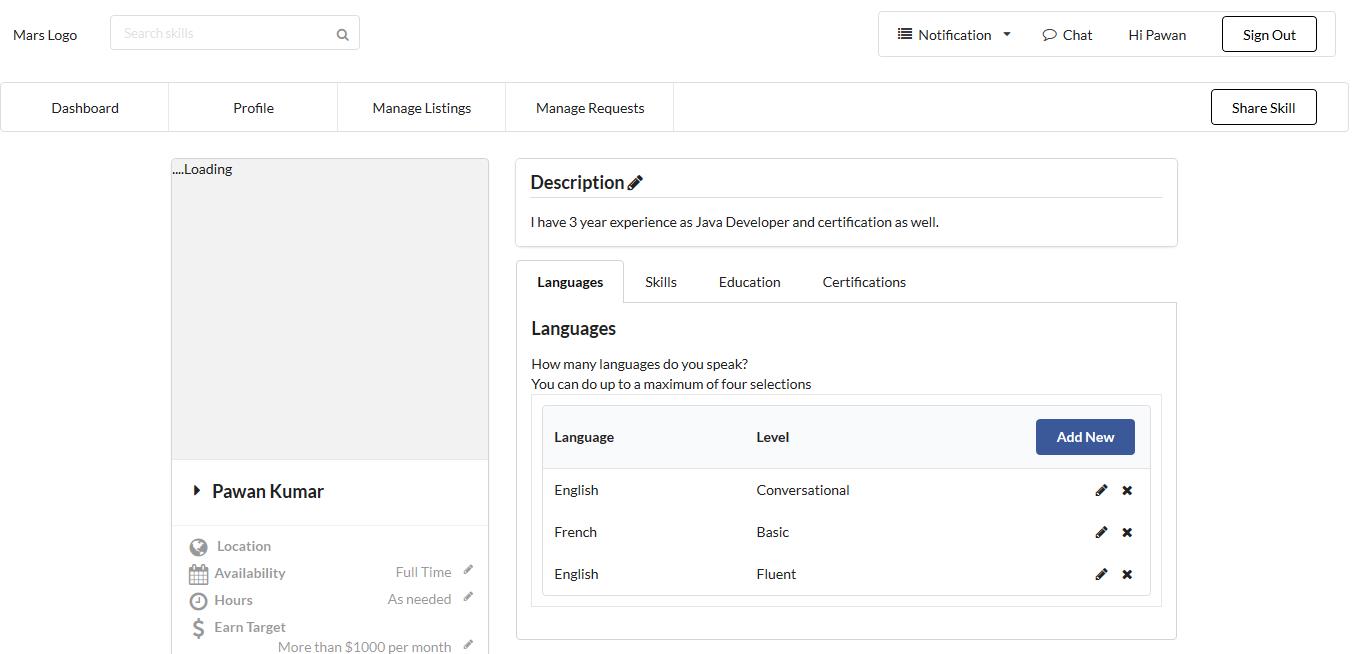 Mars Logo
Search skills
Notification
Chat
Hi Pawan
Sign Out
Dashboard
Profile
Manage Listings
Manage Requests
Share Skill
....Loading
Pawan Kumar
Location
Availability
Full Time
Hours
As needed
Earn Target
More than $1000 per month
Description
I have 3 year experience as Java Developer and certification as well.
Languages
Skills
Education
Certifications
Languages
How many languages do you speak?
You can do up to a maximum of four selections
Language
Level
Add New
English
Conversational
French
Basic
English
Fluent